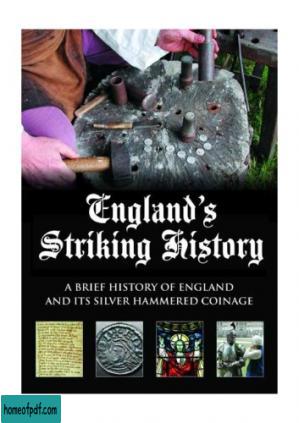 England's
Striking History
A BRIEF HISTORY OF ENGLAND
AND ITS SILVER HAMMERED COINAGE
homeofpdf.com